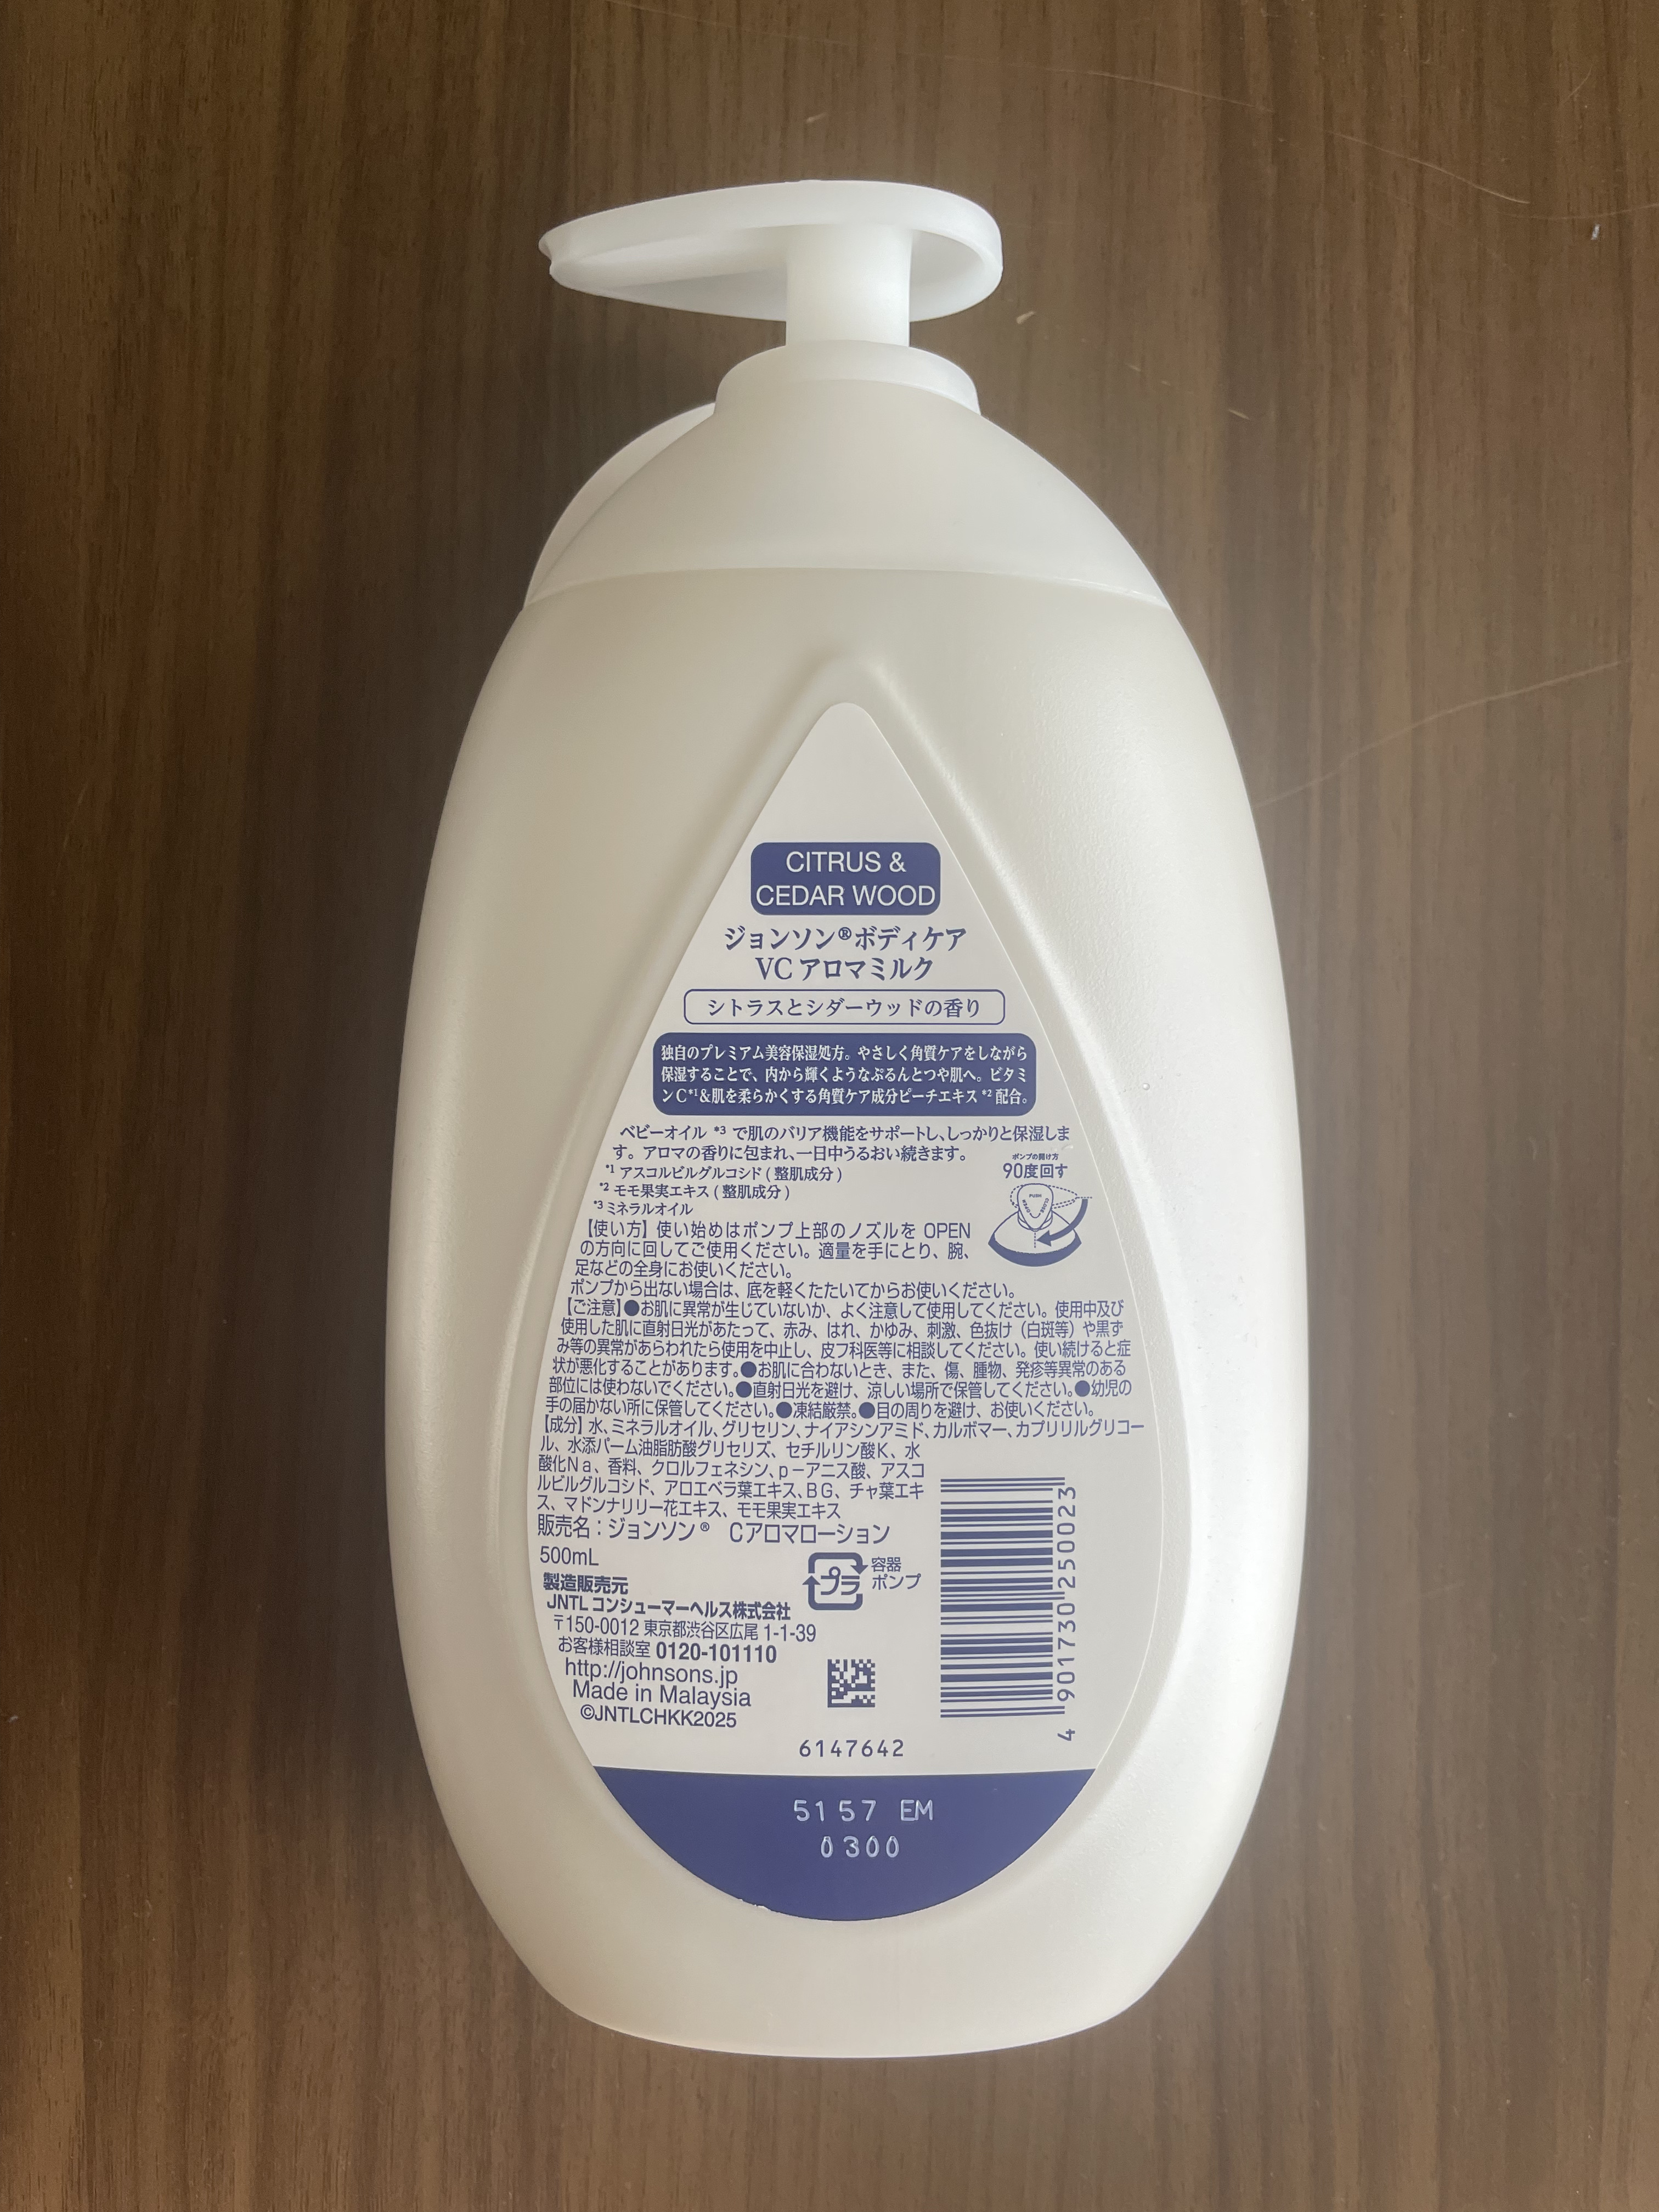 CITRUS &
CEDAR WOOD
ジョンソン®ボディケア
VC アロマミルク
シトラスとシダーウッドの香り
独自のプレミアム美容保湿処方。やさしく角質ケアをしながら
保湿することで、内から輝くようなぷるんとつや肌へ。ビタミ
ンC*1&肌を柔らかくする角質ケア成分ピーチエキス*2 配合。
ベビーオイル *3 で肌のバリア機能をサポートし、しっかりと保湿しま
す。アロマの香りに包まれ、一日中うるおい続きます。
*1 アスコルビルグルコシド ( 整肌成分 )
*2 モモ果実エキス ( 整肌成分 )
*3 ミネラルオイル
ポンプの開け方
90度回す
PUSH
【使い方】使い始めはポンプ上部のノズルを OPEN
の方向に回してご使用ください。適量を手にとり、腕、
足などの全身にお使いください。
ポンプから出ない場合は、底を軽くたたいてからお使いください。
【ご注意】●お肌に異常が生じていないか、よく注意して使用してください。使用中及び
使用した肌に直射日光があたって、赤み、はれ、かゆみ、刺激、色抜け（白斑等）や黒ず
み等の異常があらわれたら使用を中止し、皮フ科医等に相談してください。使い続けると症
状が悪化することがあります。●お肌に合わないとき、また、傷、腫物、発疹等異常のある
部位には使わないでください。●直射日光を避け、涼しい場所で保管してください。●幼児の
手の届かない所に保管してください。●凍結厳禁。●目の周りを避け、お使いください。
【成分】水、ミネラルオイル、グリセリン、ナイアシンアミド、カルボマー、カプリリルグリコー
ル、水添パーム油脂肪酸グリセリズ、セチルリン酸K、水
酸化Na、香料、クロルフェネシン、p－アニス酸、アスコ
ルビルグルコシド、アロエベラ葉エキス、BG、チャ葉エキ
ス、マドンナリリー花エキス、モモ果実エキス
販売名：ジョンソン® Cアロマローション
500mL
プラ
容器
ポンプ
製造販売元
JNTL コンシューマーヘルス株式会社
〒150-0012 東京都渋谷区広尾 1-1-39
お客様相談室 0120-101110
http://johnsons.jp
Made in Malaysia
©JNTLCHKK2025
4 901730 250023
6147642
5157 EM
0300